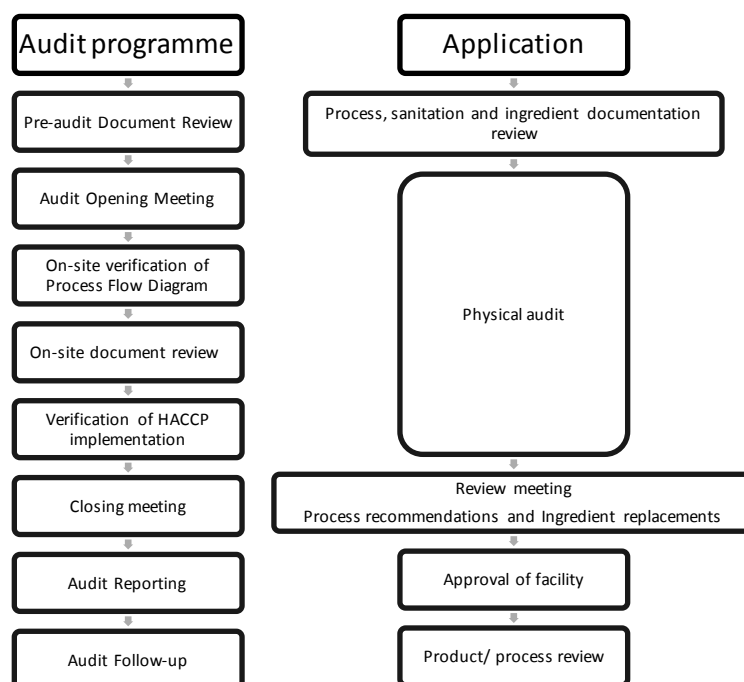 Audit programme
Pre-audit Document Review
Audit Opening Meeting
On-site verification of
Process Flow Diagram
On-site document review
Verification of HACCP
implementation
Closing meeting
Audit Reporting
Audit Follow-up
Application
Process, sanitation and ingredient documentation
review
Physical audit
Review meeting
Process recommendations and Ingredient replacements
Approval of facility
Product/ process review